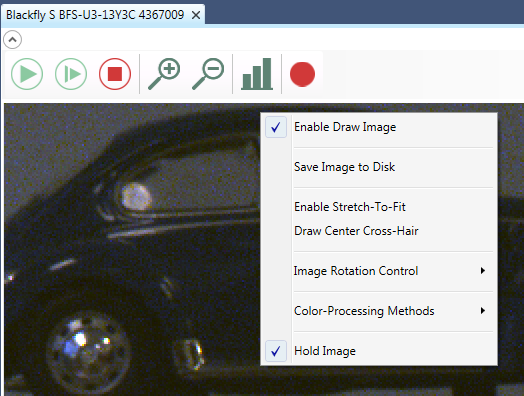 Blackfly S BFS-U3-13Y3C 4367009
Enable Draw Image
Save Image to Disk
Enable Stretch-To-Fit
Draw Center Cross-Hair
Image Rotation Control
Color-Processing Methods
Hold Image